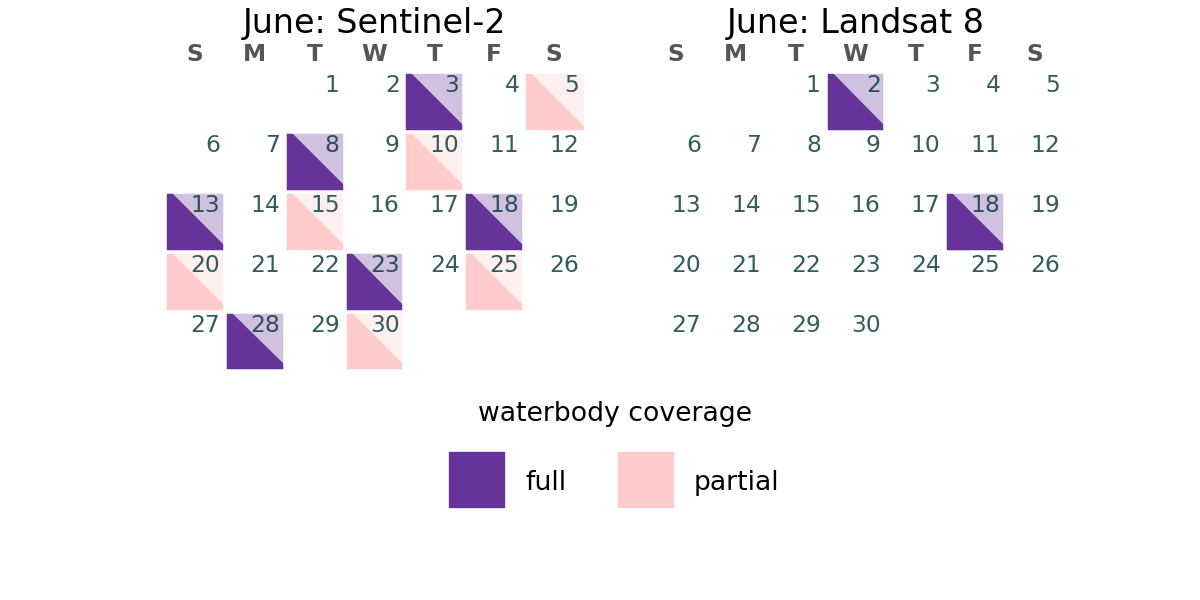 June: Sentinel-2
S M T W T F S
1 2 3 4 5
6 7 8 9 10 11 12
13 14 15 16 17 18 19
20 21 22 23 24 25 26
27 28 29 30
June: Landsat 8
S M T W T F S
1 2 3 4 5
6 7 8 9 10 11 12
13 14 15 16 17 18 19
20 21 22 23 24 25 26
27 28 29 30
waterbody coverage
full
partial